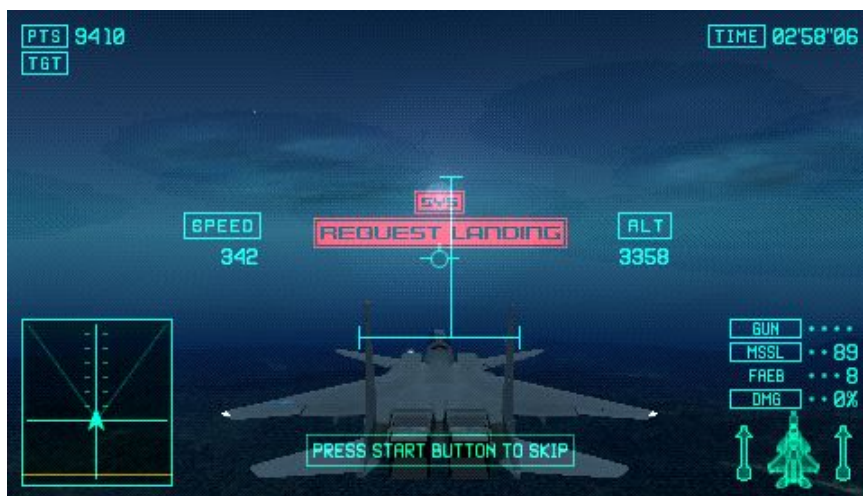 PTS 9410
TIME 02'58"06
TGT
SYS
REQUEST LANDING
SPEED
342
ALT
3358
GUN ····
MSSL ··89
FAEB ···8
DMG ··0%
PRESS START BUTTON TO SKIP